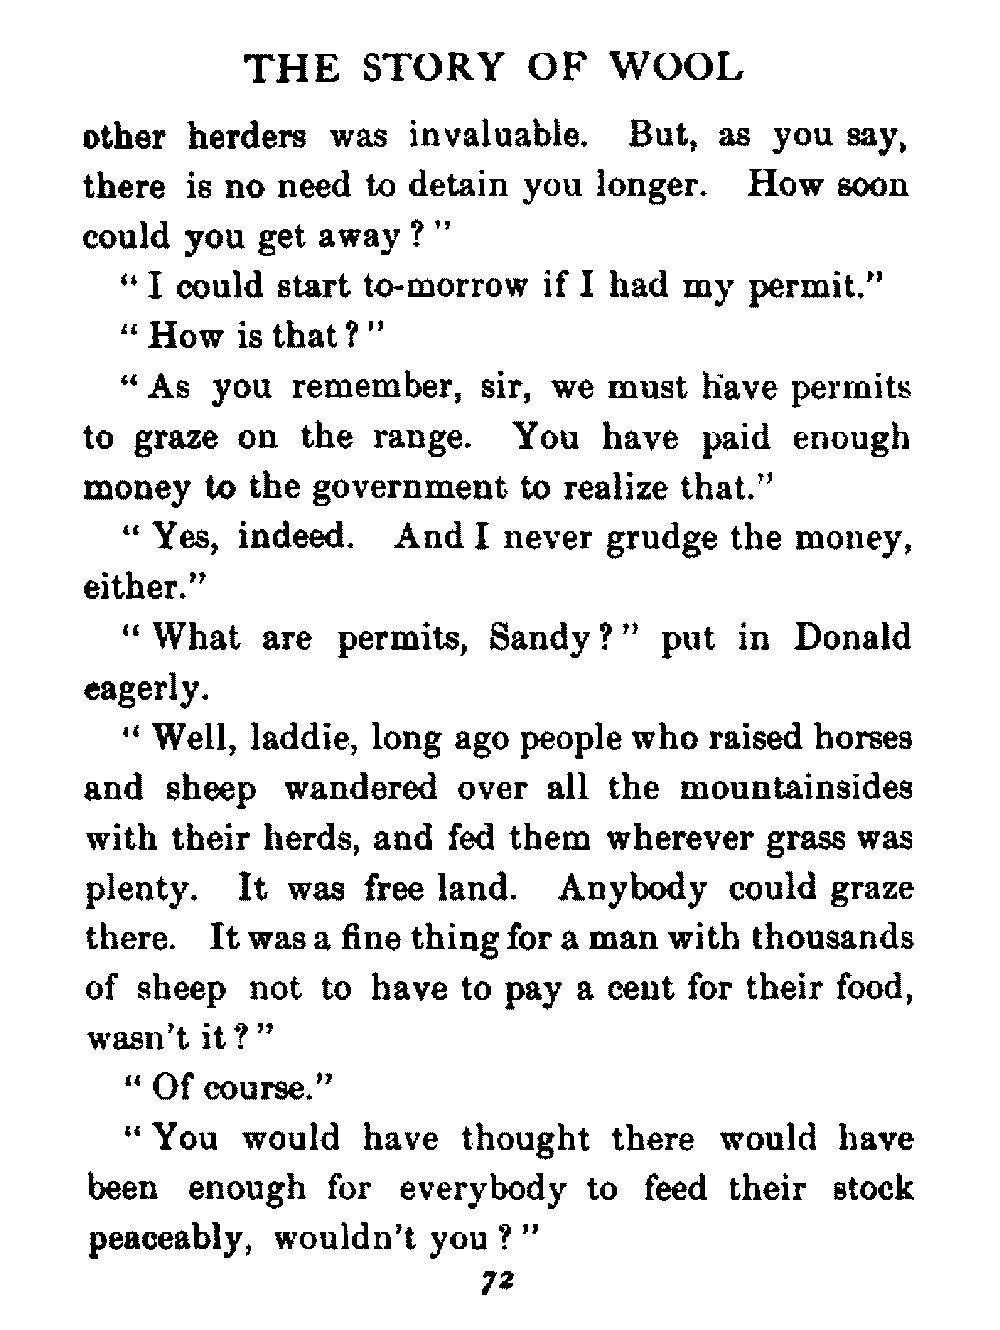 THE STORY OF WOOL
other herders was invaluable. But, as you say,
there is no need to detain you longer. How soon
could you get away?"
"I could start to-morrow if I had my permit."
"How is that?"
"As you remember, sir, we must have permits
to graze on the range. You have paid enough
money to the government to realize that."
"Yes, indeed. And I never grudge the money,
either."
"What are permits, Sandy?" put in Donald
eagerly.
"Well, laddie, long ago people who raised horses
and sheep wandered over all the mountainsides
with their herds, and fed them wherever grass was
plenty. It was free land. Anybody could graze
there. It was a fine thing for a man with thousands
of sheep not to have to pay a cent for their food,
wasn't it?"
"Of course."
"You would have thought there would have
been enough for everybody to feed their stock
peaceably, wouldn't you?"
72